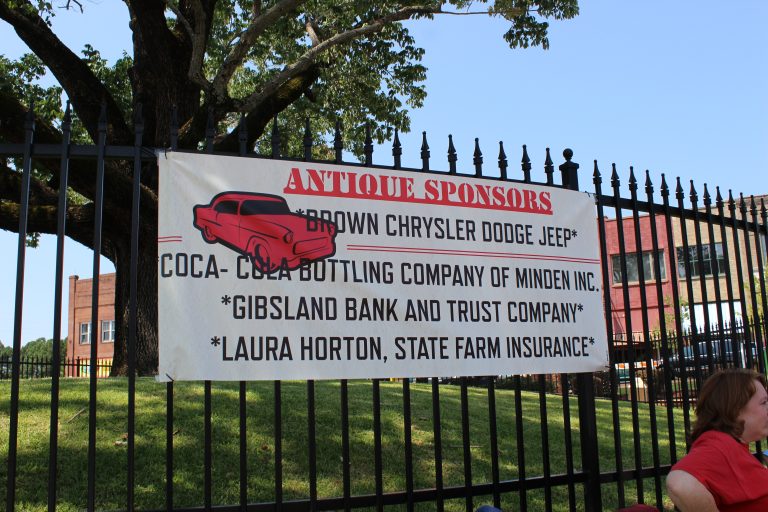 ANTIQUE SPONSORS
*BROWN CHRYSLER DODGE JEEP*
*COCA- COLA BOTTLING COMPANY OF MINDEN INC.
*GIBSLAND BANK AND TRUST COMPANY*
*LAURA HORTON, STATE FARM INSURANCE*